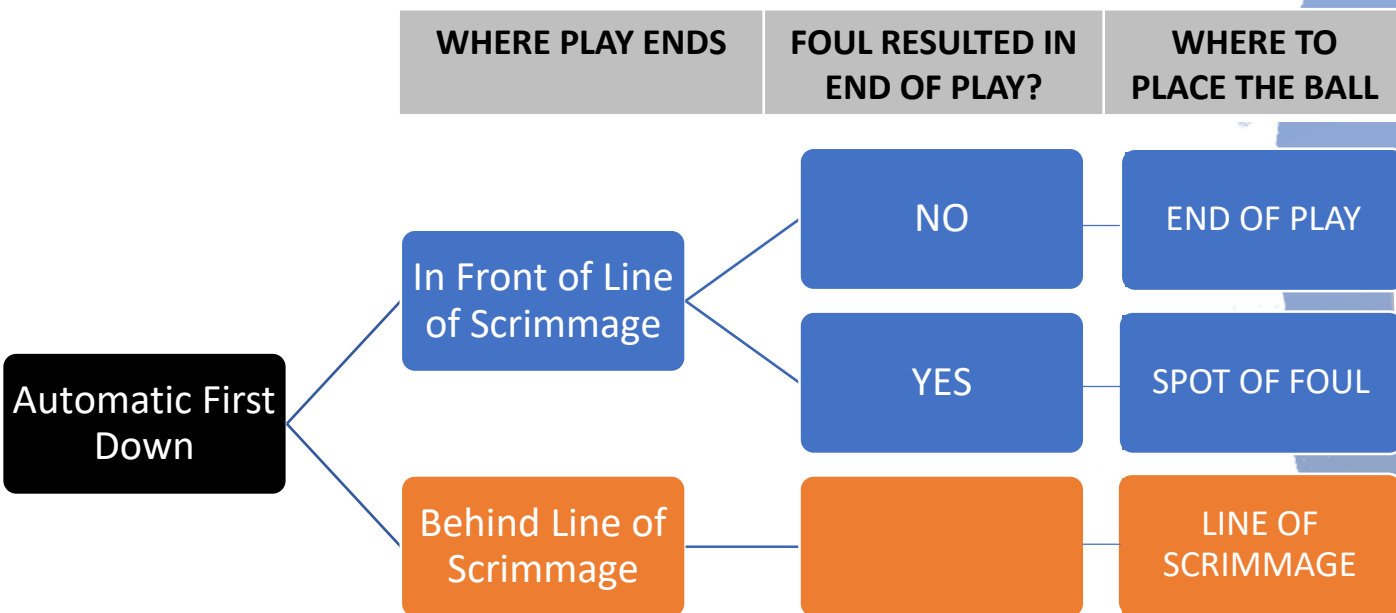 WHERE PLAY ENDS
FOUL RESULTED IN
END OF PLAY?
WHERE TO
PLACE THE BALL
Automatic First
Down
In Front of Line
of Scrimmage
NO
END OF PLAY
YES
SPOT OF FOUL
Behind Line of
Scrimmage
LINE OF
SCRIMMAGE